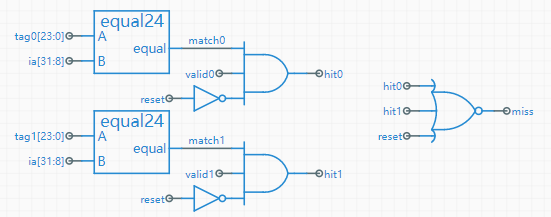 equal24
tag0[23:0] A
equal match0
ia[31:8] B
valid0 hit0
reset
equal24
tag1[23:0] A
equal match1
ia[31:8] B
valid1 hit1
reset
hit0
hit1 miss
reset